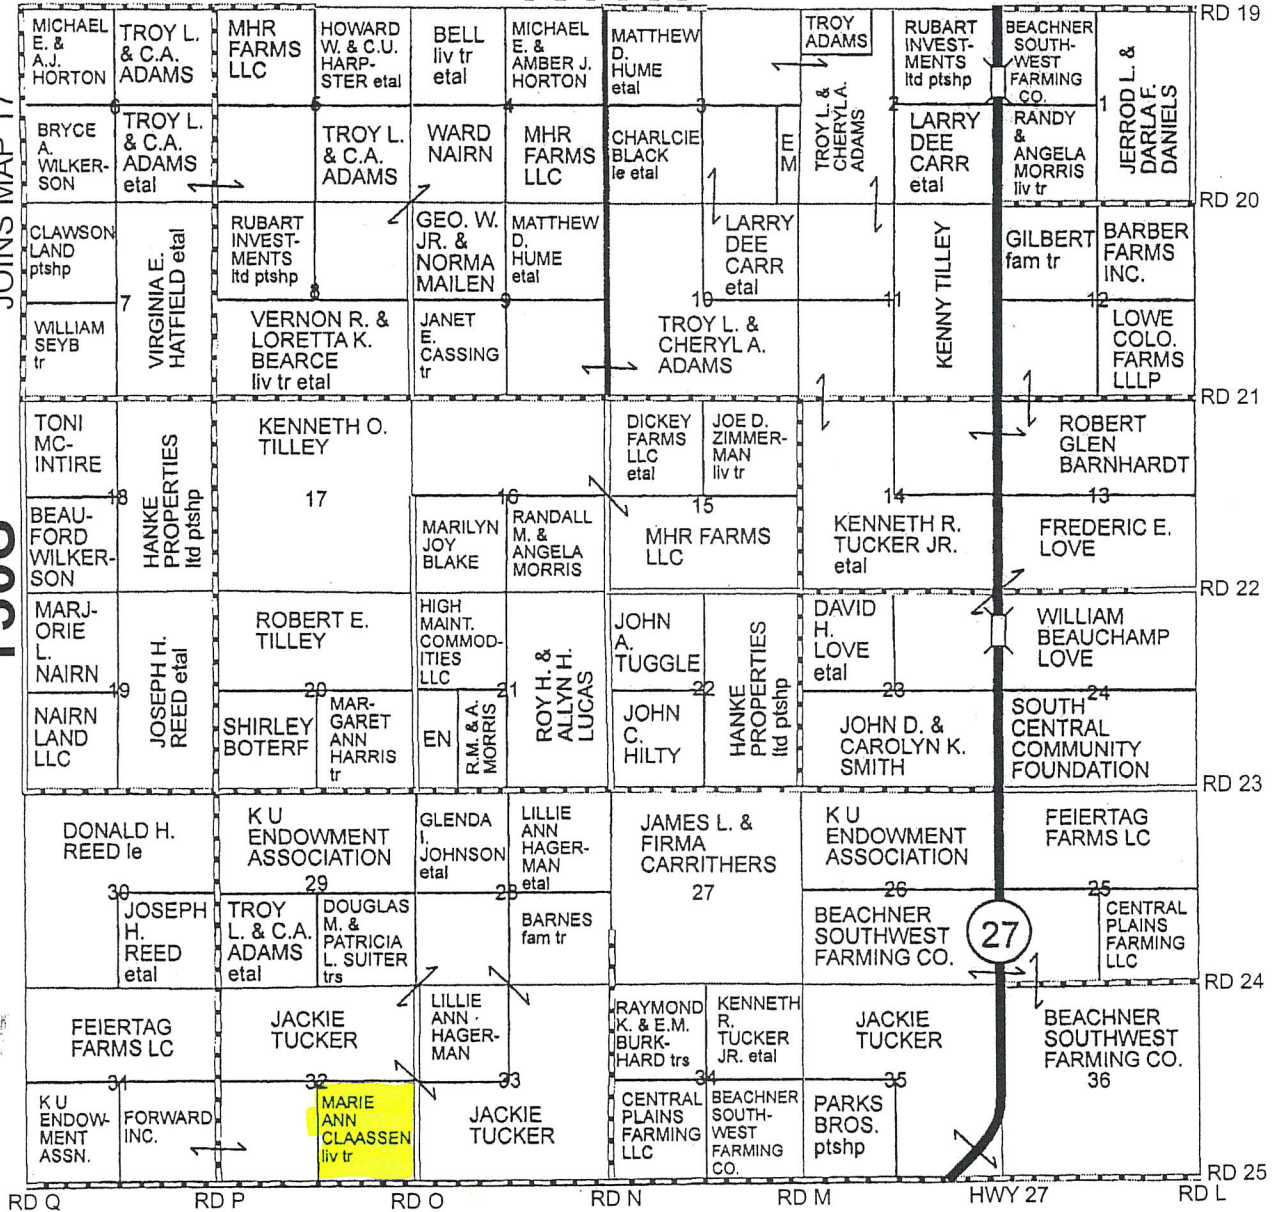 RD 19
JOINS MAP 17
MICHAEL
E. &
A.J.
HORTON
TROY L.
& C.A.
ADAMS
MHR
FARMS
LLC
HOWARD
W. & C.U.
HARP-
STER etal
BELL
liv tr
etal
MICHAEL
E. &
AMBER J.
HORTON
MATTHEW
D.
HUME
etal
TROY
ADAMS
RUBART
INVEST-
MENTS
ltd ptshp
BEACHNER
SOUTH-
WEST
FARMING
CO.
JERROD L. &
DARLA F.
DANIELS
6
5
4
3
2
1
BRYCE
A.
WILKER-
SON
TROY L.
& C.A.
ADAMS
etal
TROY L.
& C.A.
ADAMS
WARD
NAIRN
MHR
FARMS
LLC
CHARLCIE
BLACK
le etal
E
M
TROY L. &
CHERYL A.
ADAMS
LARRY
DEE
CARR
etal
RANDY
&
ANGELA
MORRIS
liv tr
RD 20
CLAWSON
LAND
ptshp
VIRGINIA E.
HATFIELD etal
RUBART
INVEST-
MENTS
ltd ptshp
GEO. W.
JR. &
NORMA
MAILEN
MATTHEW
D.
HUME
etal
LARRY
DEE
CARR
etal
KENNY TILLEY
GILBERT
fam tr
BARBER
FARMS
INC.
7
8
9
10
11
12
WILLIAM
SEYB
tr
VERNON R. &
LORETTA K.
BEARCE
liv tr etal
JANET
E.
CASSING
tr
TROY L. &
CHERYL A.
ADAMS
LOWE
COLO.
FARMS
LLLP
RD 21
TONI
MC-
INTIRE
HANKE
PROPERTIES
ltd ptshp
KENNETH O.
TILLEY
DICKEY
FARMS
LLC
etal
JOE D.
ZIMMER-
MAN
liv tr
ROBERT
GLEN
BARNHARDT
18
17
16
15
14
13
BEAU-
FORD
WILKER-
SON
MARILYN
JOY
BLAKE
RANDALL
M. &
ANGELA
MORRIS
MHR FARMS
LLC
KENNETH R.
TUCKER JR.
etal
FREDERIC E.
LOVE
RD 22
MARJ-
ORIE
L.
NAIRN
JOSEPH H.
REED etal
ROBERT E.
TILLEY
HIGH
MAINT.
COMMOD-
ITIES
LLC
ROY H. &
ALLYN H.
LUCAS
JOHN
A.
TUGGLE
HANKE
PROPERTIES
ltd ptshp
DAVID
H.
LOVE
etal
WILLIAM
BEAUCHAMP
LOVE
19
20
21
22
23
24
NAIRN
LAND
LLC
SHIRLEY
BOTERF
MAR-
GARET
ANN
HARRIS
tr
EN
R.M. & A.
MORRIS
JOHN
C.
HILTY
JOHN D. &
CAROLYN K.
SMITH
SOUTH
CENTRAL
COMMUNITY
FOUNDATION
RD 23
DONALD H.
REED le
K U
ENDOWMENT
ASSOCIATION
GLENDA
I.
JOHNSON
etal
LILLIE
ANN
HAGER-
MAN
etal
JAMES L. &
FIRMA
CARRITHERS
K U
ENDOWMENT
ASSOCIATION
FEIERTAG
FARMS LC
30
29
28
27
26
25
JOSEPH
H.
REED
etal
TROY
L. & C.A.
ADAMS
etal
DOUGLAS
M. &
PATRICIA
L. SUITER
trs
BARNES
fam tr
BEACHNER
SOUTHWEST
FARMING CO.
27
CENTRAL
PLAINS
FARMING
LLC
RD 24
FEIERTAG
FARMS LC
JACKIE
TUCKER
LILLIE
ANN
HAGER-
MAN
RAYMOND
K. & E.M.
BURK-
HARD trs
KENNETH
R.
TUCKER
JR. etal
JACKIE
TUCKER
BEACHNER
SOUTHWEST
FARMING CO.
31
32
33
34
35
36
K U
ENDOW-
MENT
ASSN.
FORWARD
INC.
MARIE
ANN
CLAASSEN
liv tr
JACKIE
TUCKER
CENTRAL
PLAINS
FARMING
LLC
BEACHNER
SOUTH-
WEST
FARMING
CO.
PARKS
BROS.
ptshp
RD 25
RD Q
RD P
RD O
RD N
RD M
HWY 27
RD L